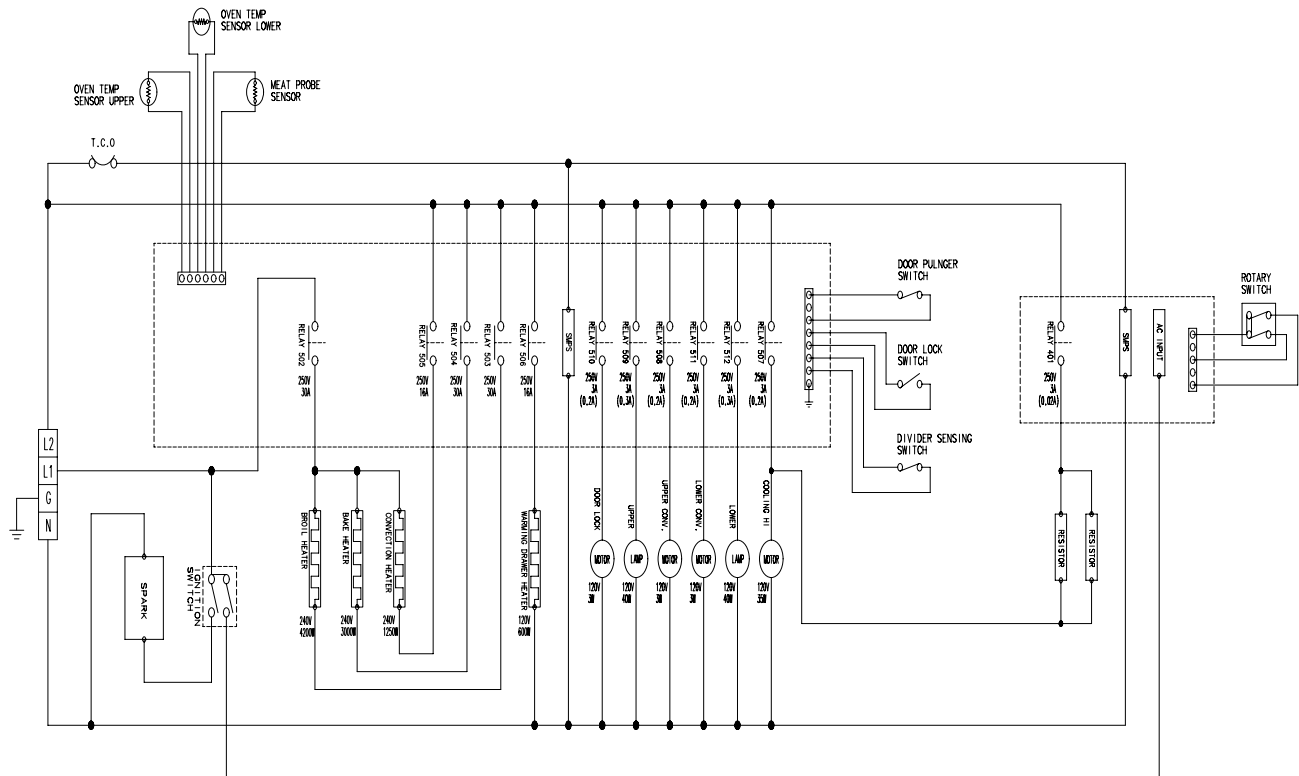 OVEN TEMP
SENSOR LOWER
OVEN TEMP
SENSOR UPPER
MEAT PROBE
SENSOR
T.C.O
DOOR PULNGER
SWITCH
DOOR LOCK
SWITCH
DIVIDER SENSING
SWITCH
ROTARY
SWITCH
RELAY 502
250V
30A
RELAY 505
250V
16A
RELAY 504
250V
30A
RELAY 503
250V
30A
RELAY 506
250V
16A
SMPS
RELAY 510
250V
3A
(0.2A)
RELAY 509
250V
3A
(0.3A)
RELAY 508
250V
3A
(0.2A)
RELAY 511
250V
3A
(0.2A)
RELAY 512
250V
3A
(0.3A)
RELAY 507
250V
3A
(0.2A)
RELAY 401
250V
3A
(0.02A)
SMPS
AC INPUT
L2
L1
G
N
SPARK
IGNITION
SWITCH
BROIL HEATER
240V
4200W
BAKE HEATER
240V
3000W
CONVECTION HEATER
240V
1250W
WARMING DRAWER HEATER
120V
600W
DOOR LOCK
MOTOR
120V
3W
UPPER
LAMP
120V
40W
UPPER CONV.
MOTOR
120V
3W
LOWER CONV.
MOTOR
120V
3W
LOWER
LAMP
120V
40W
COOLING HI
MOTOR
120V
35W
RESISTOR
RESISTOR